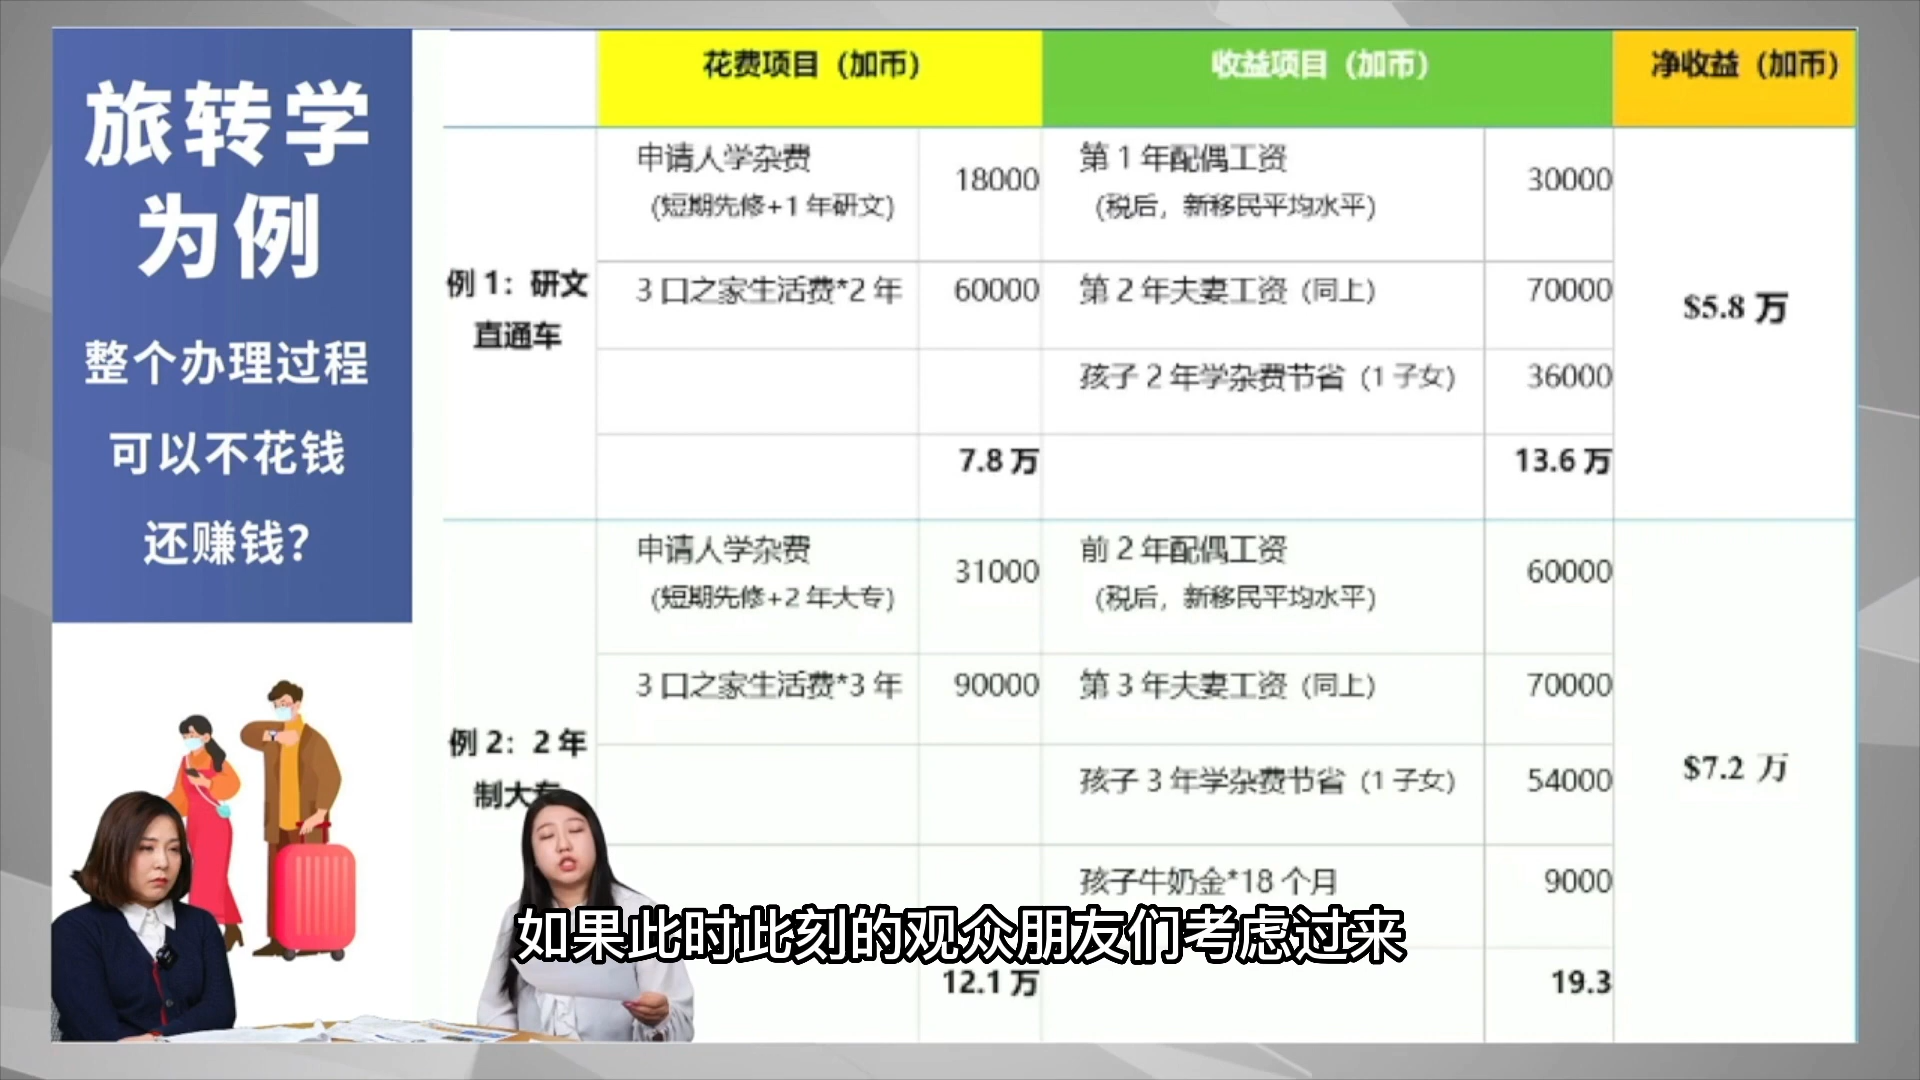 旅转学
为例
整个办理过程
可以不花钱
还赚钱？
花费项目（加币） 收益项目（加币） 净收益（加币）
例 1：研文
直通车
申请人学杂费
(短期先修+1 年研文)
18000
第 1 年配偶工资
(税后，新移民平均水平)
30000
3 口之家生活费*2 年 60000 第 2 年夫妻工资（同上） 70000
$5.8 万
孩子 2 年学杂费节省（1 子女） 36000
7.8 万 13.6 万
例 2：2 年
制大专
申请人学杂费
(短期先修+2 年大专)
31000
前 2 年配偶工资
(税后，新移民平均水平)
60000
3 口之家生活费*3 年 90000 第 3 年夫妻工资（同上） 70000
$7.2 万
孩子 3 年学杂费节省（1 子女） 54000
孩子牛奶金*18 个月 9000
12.1 万 19.3
如果此时此刻的观众朋友们考虑过来